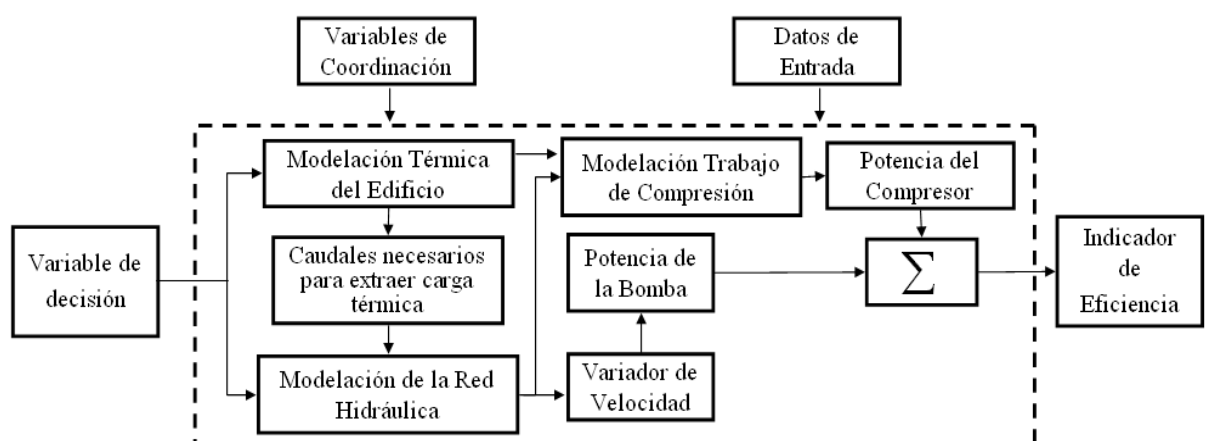 Variables de
Coordinación
Datos de
Entrada
Modelación Térmica
del Edificio
Modelación Trabajo
de Compresión
Potencia del
Compresor
Variable de
decisión
Caudales necesarios
para extraer carga
térmica
Potencia de
la Bomba
∑
Indicador
de
Eficiencia
Modelación de la Red
Hidráulica
Variador de
Velocidad